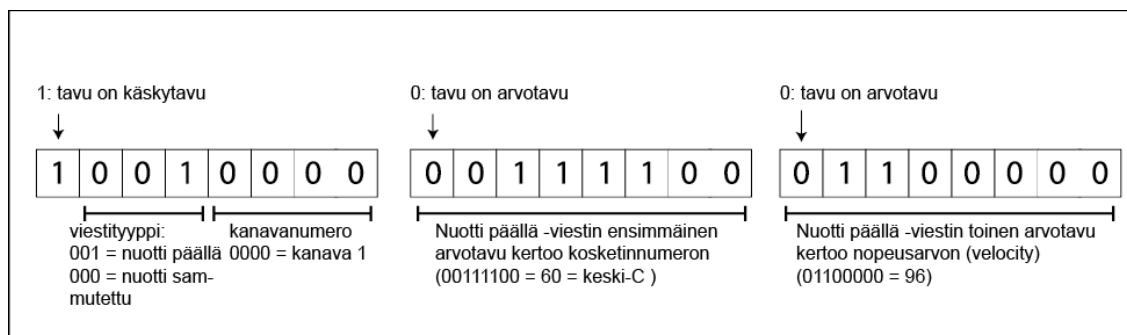 1: tavu on käskytavu
0: tavu on arvotavu
0: tavu on arvotavu
1 0 0 1 0 0 0 0
0 0 1 1 1 1 0 0
0 1 1 0 0 0 0 0
viestityyppi:
001 = nuotti päällä
000 = nuotti sam-
mutettu
kanavanumero
0000 = kanava 1
Nuotti päällä -viestin ensimmäinen
arvotavu kertoo kosketinnumeron
(00111100 = 60 = keski-C )
Nuotti päällä -viestin toinen arvotavu
kertoo nopeusarvon (velocity)
(01100000 = 96)